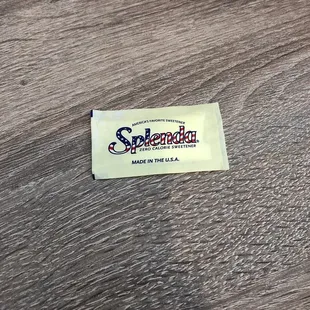 AMERICA'S FAVORITE SWEETENER
Splenda
ZERO CALORIE SWEETENER
MADE IN THE U.S.A.